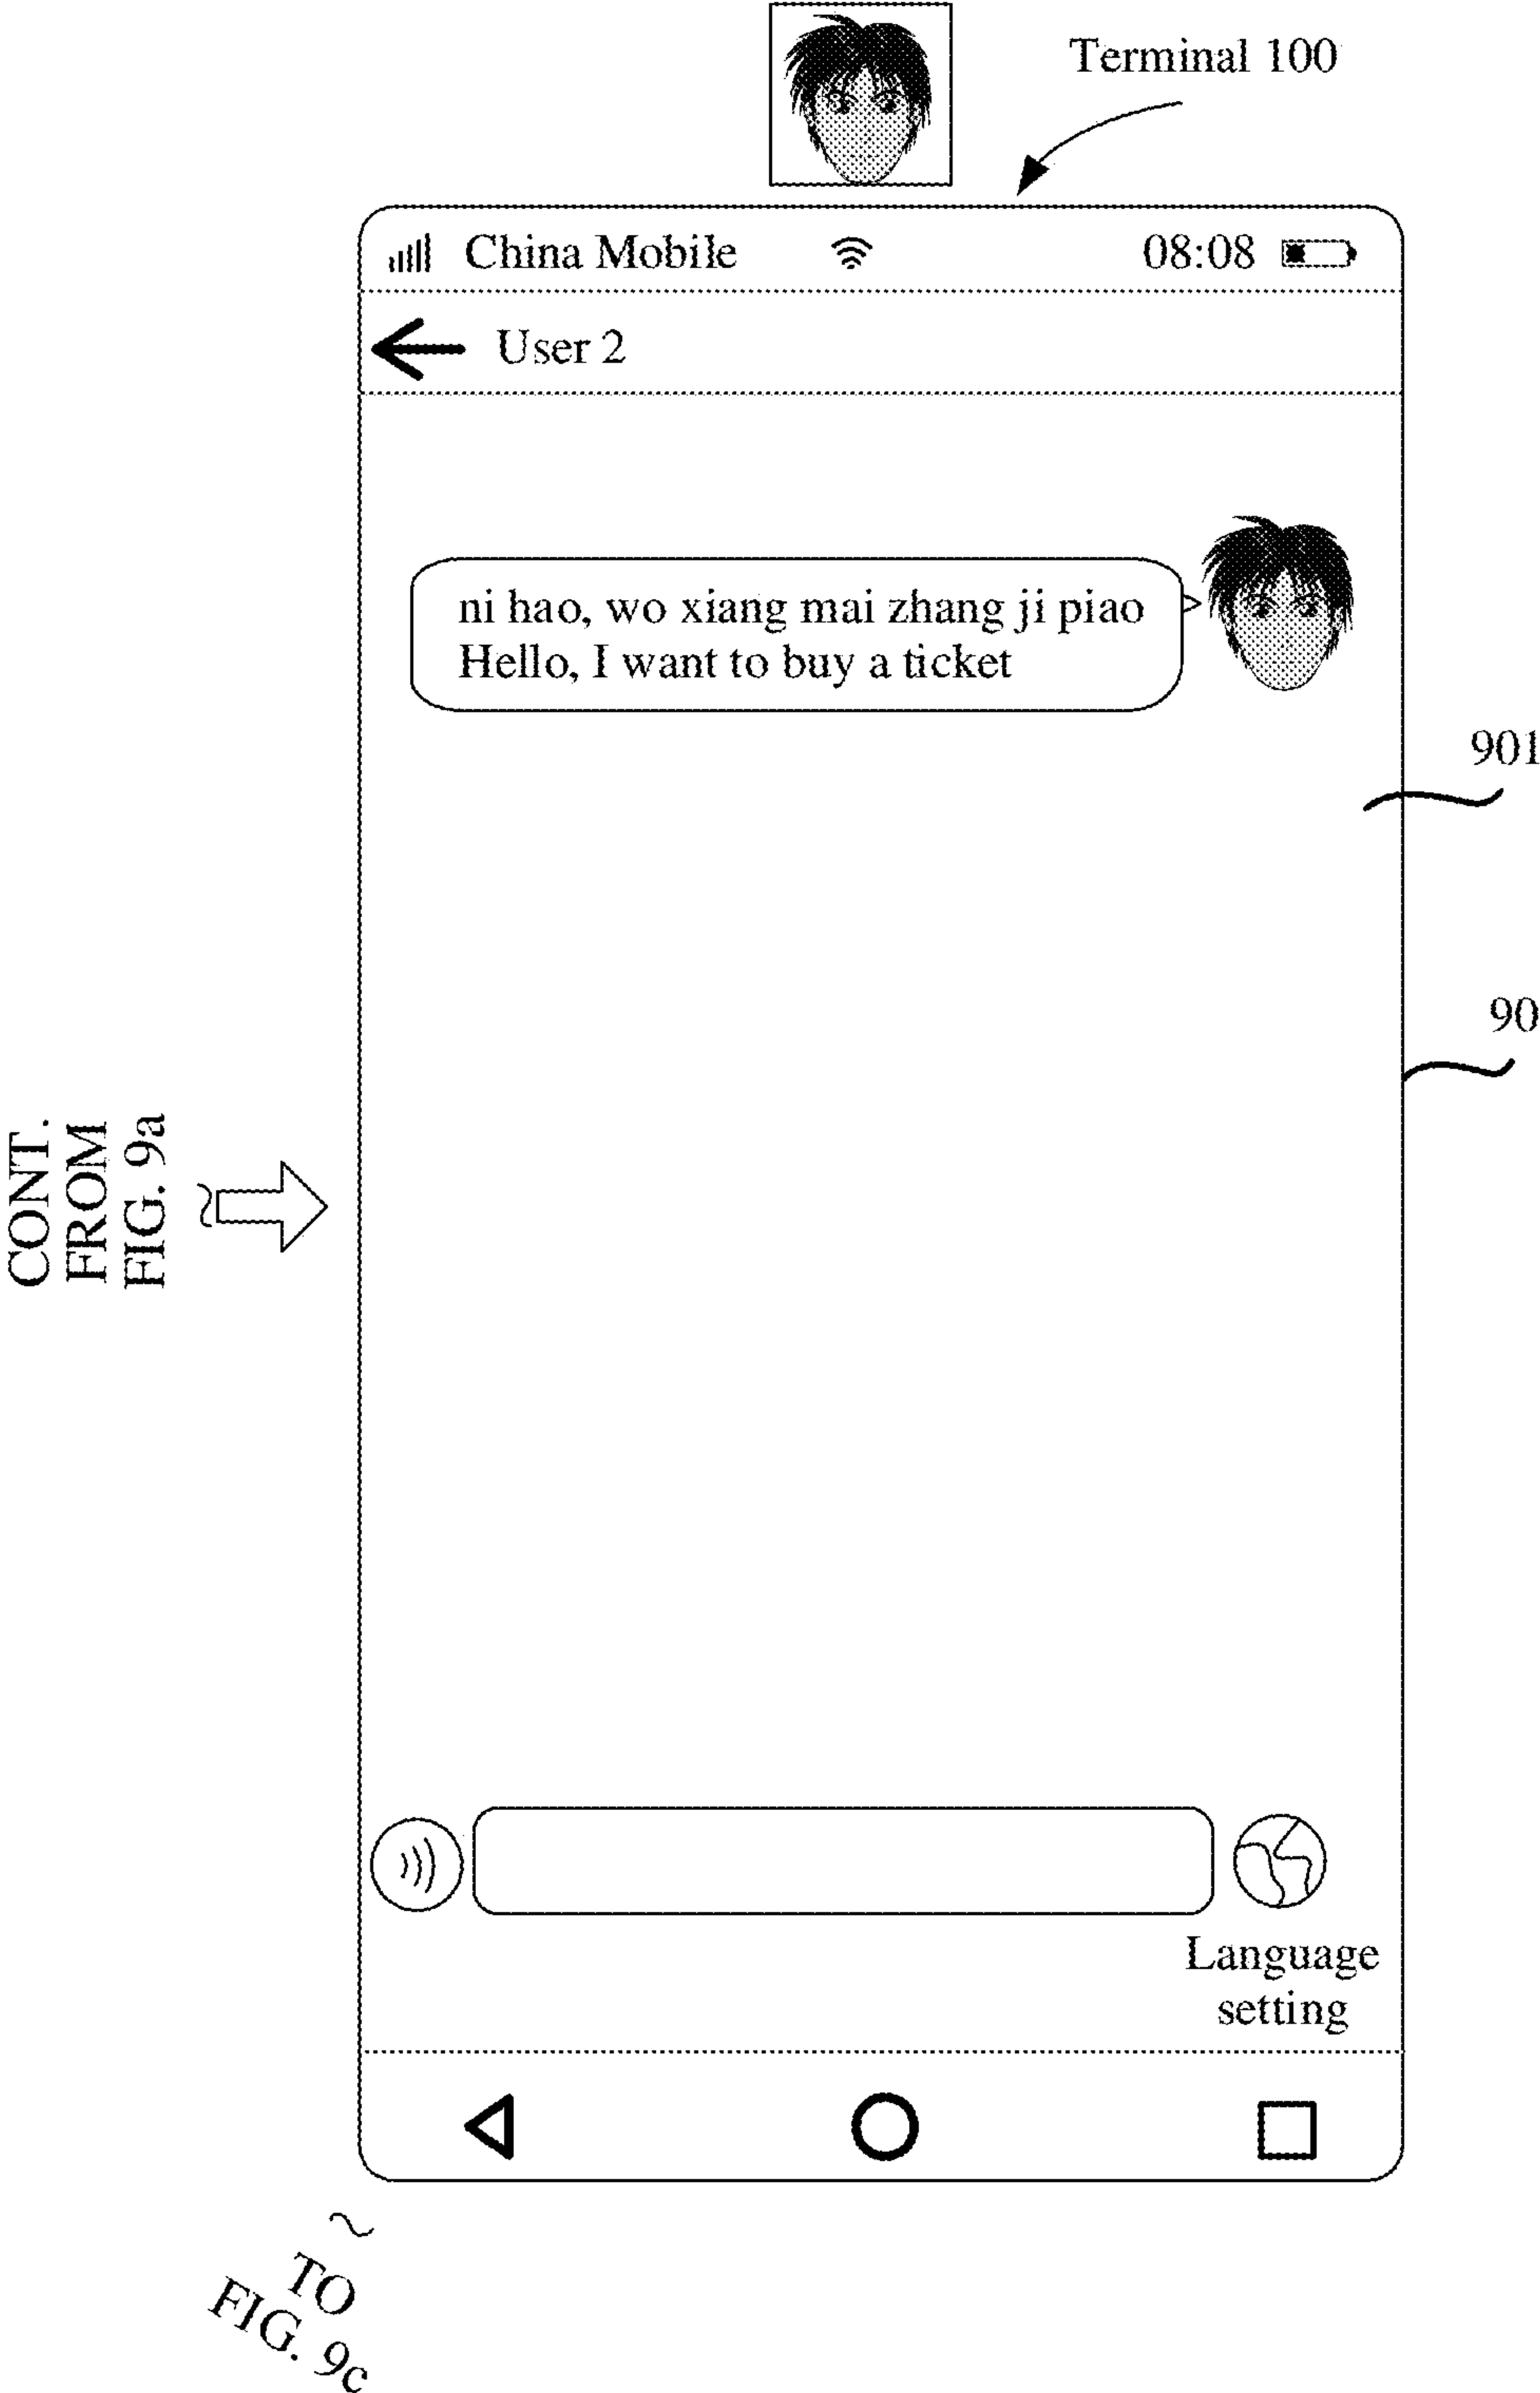 Terminal 100
China Mobile 08:08
User 2
ni hao, wo xiang mai zhang ji piao
Hello, I want to buy a ticket
901
90
CONT.
FROM
FIG. 9a
Language
setting
TO
FIG. 9c